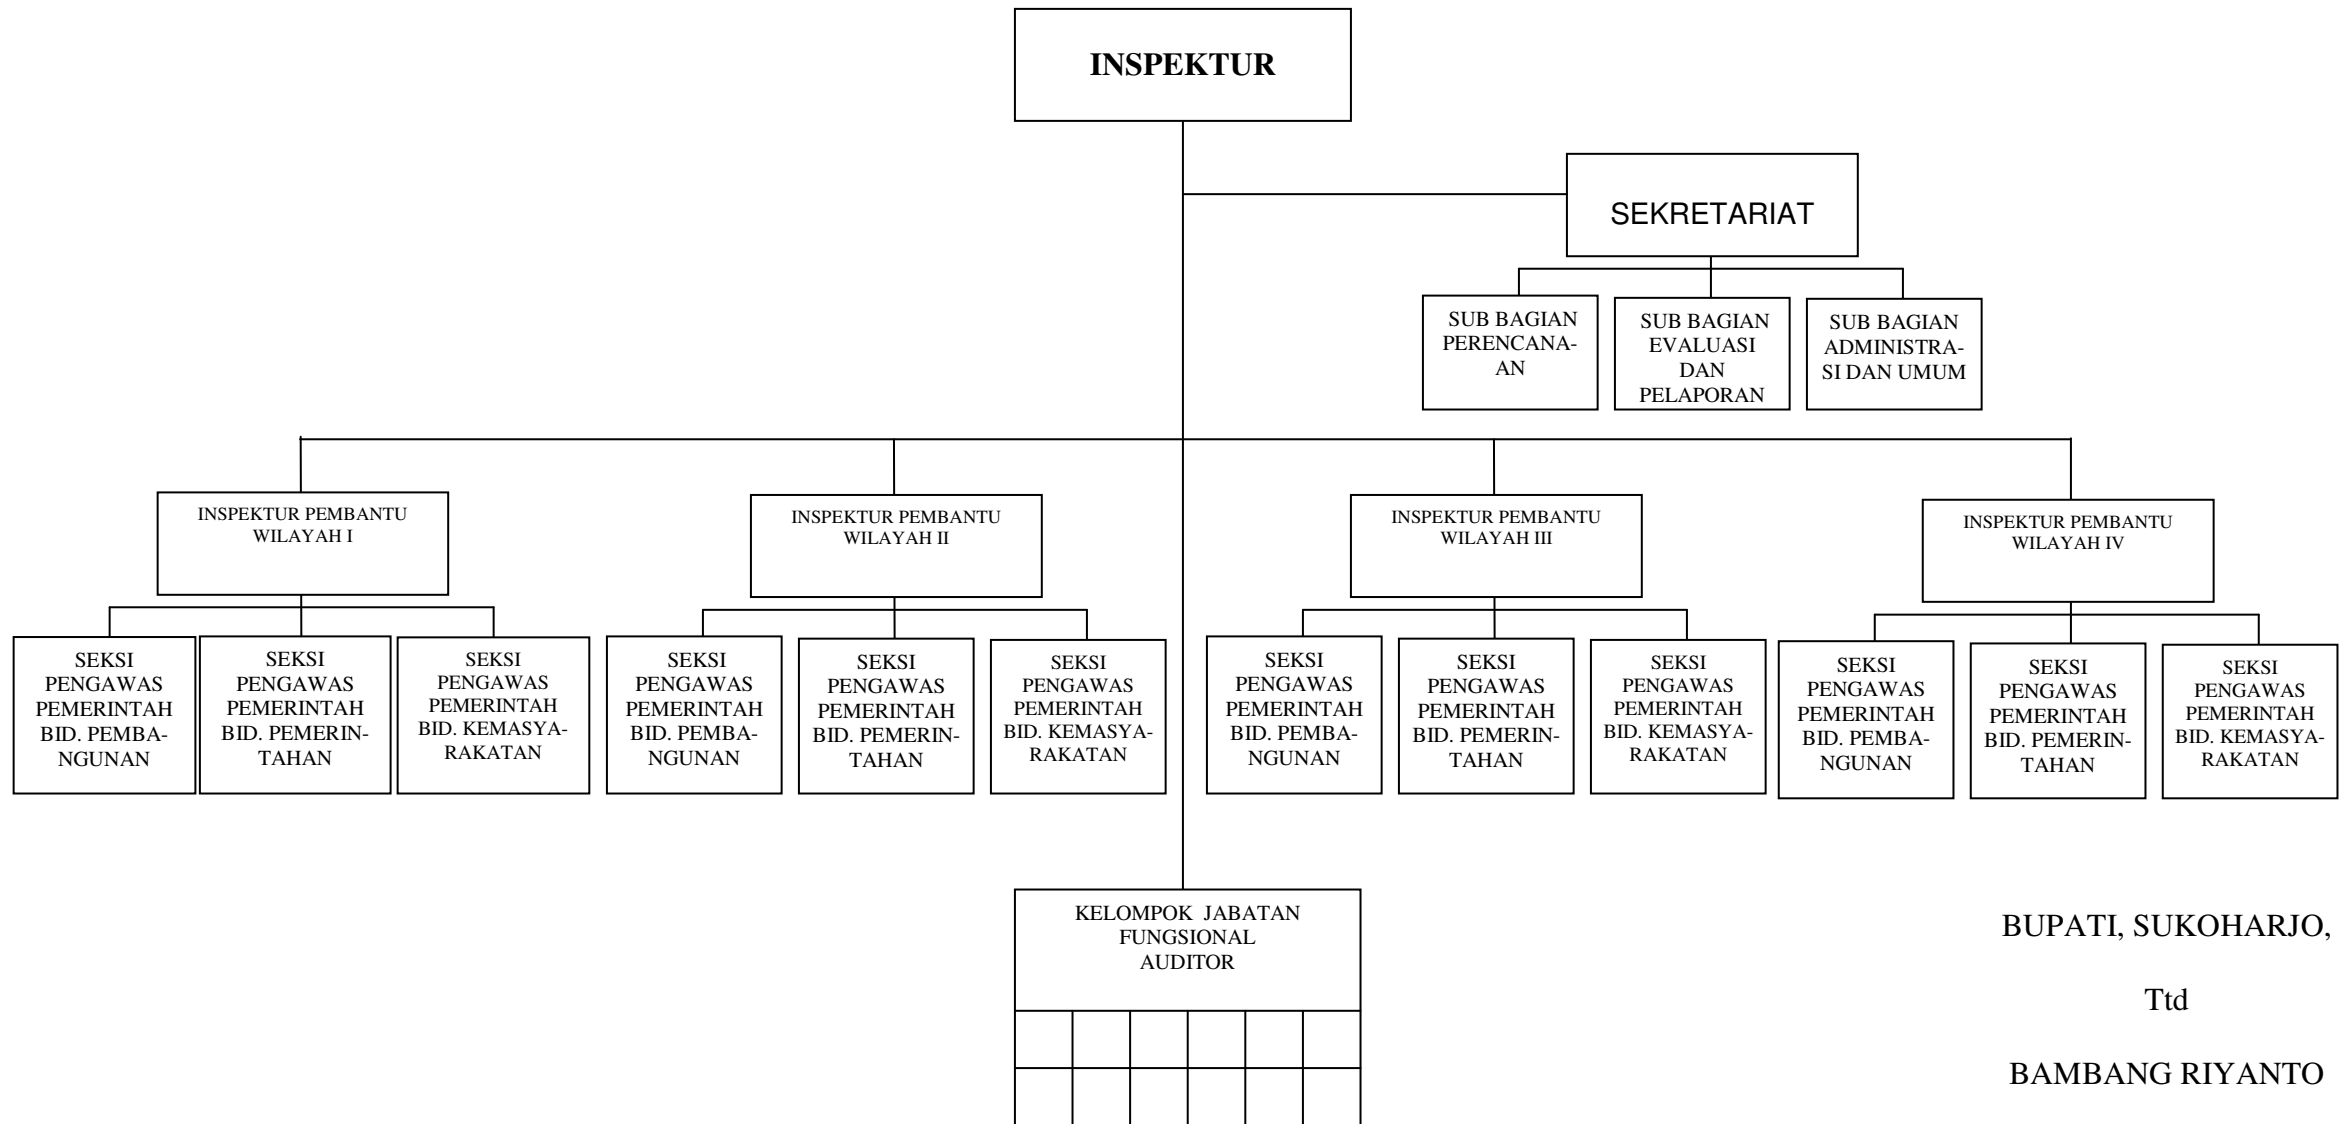 INSPEKTUR
SEKRETARIAT
SUB BAGIAN
PERENCANA-
AN
SUB BAGIAN
EVALUASI
DAN
PELAPORAN
SUB BAGIAN
ADMINISTRA-
SI DAN UMUM
INSPEKTUR PEMBANTU
WILAYAH I
INSPEKTUR PEMBANTU
WILAYAH II
INSPEKTUR PEMBANTU
WILAYAH III
INSPEKTUR PEMBANTU
WILAYAH IV
SEKSI
PENGAWAS
PEMERINTAH
BID. PEMBA-
NGUNAN
SEKSI
PENGAWAS
PEMERINTAH
BID. PEMERIN-
TAHAN
SEKSI
PENGAWAS
PEMERINTAH
BID. KEMASYA-
RAKATAN
SEKSI
PENGAWAS
PEMERINTAH
BID. PEMBA-
NGUNAN
SEKSI
PENGAWAS
PEMERINTAH
BID. PEMERIN-
TAHAN
SEKSI
PENGAWAS
PEMERINTAH
BID. KEMASYA-
RAKATAN
SEKSI
PENGAWAS
PEMERINTAH
BID. PEMBA-
NGUNAN
SEKSI
PENGAWAS
PEMERINTAH
BID. PEMERIN-
TAHAN
SEKSI
PENGAWAS
PEMERINTAH
BID. KEMASYA-
RAKATAN
SEKSI
PENGAWAS
PEMERINTAH
BID. PEMBA-
NGUNAN
SEKSI
PENGAWAS
PEMERINTAH
BID. PEMERIN-
TAHAN
SEKSI
PENGAWAS
PEMERINTAH
BID. KEMASYA-
RAKATAN
KELOMPOK JABATAN
FUNGSIONAL
AUDITOR
BUPATI, SUKOHARJO,
Ttd
BAMBANG RIYANTO